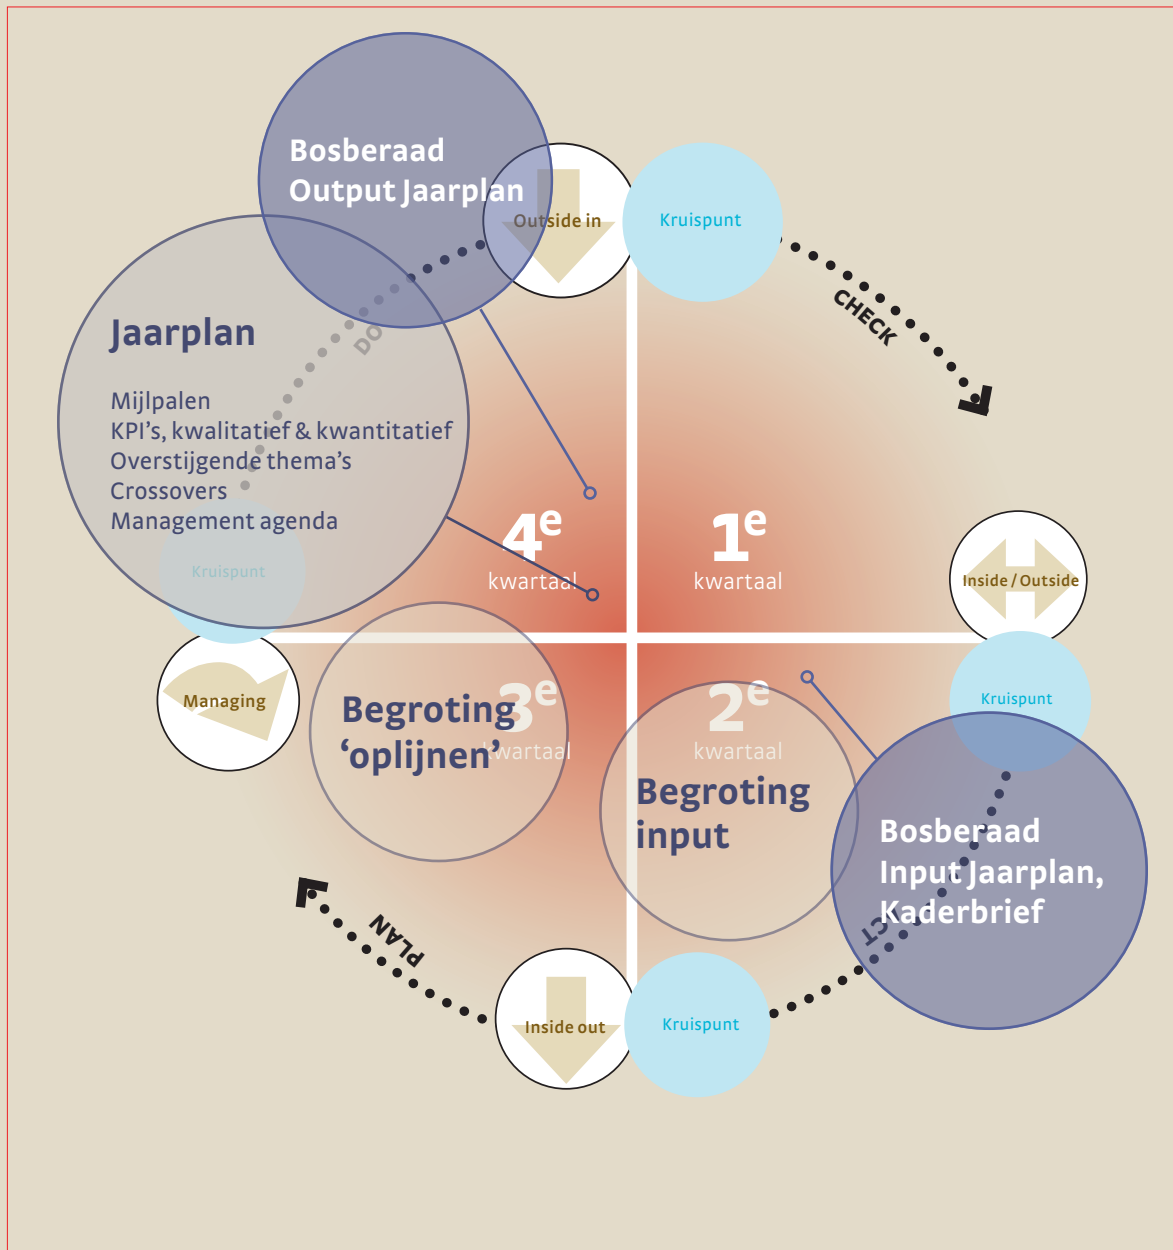 Bosberaad
Output Jaarplan
Outside in
Kruispunt
CHECK
DO
Jaarplan
Mijlpalen
KPI’s, kwalitatief & kwantitatief
Overstijgende thema’s
Crossovers
Management agenda
Kruispunt
4e
kwartaal
1e
kwartaal
Inside / Outside
Managing
Kruispunt
3e
kwartaal
2e
kwartaal
Begroting
‘oplijnen’
Begroting
input
Bosberaad
Input Jaarplan,
Kaderbrief
PLAN
Inside out
Kruispunt